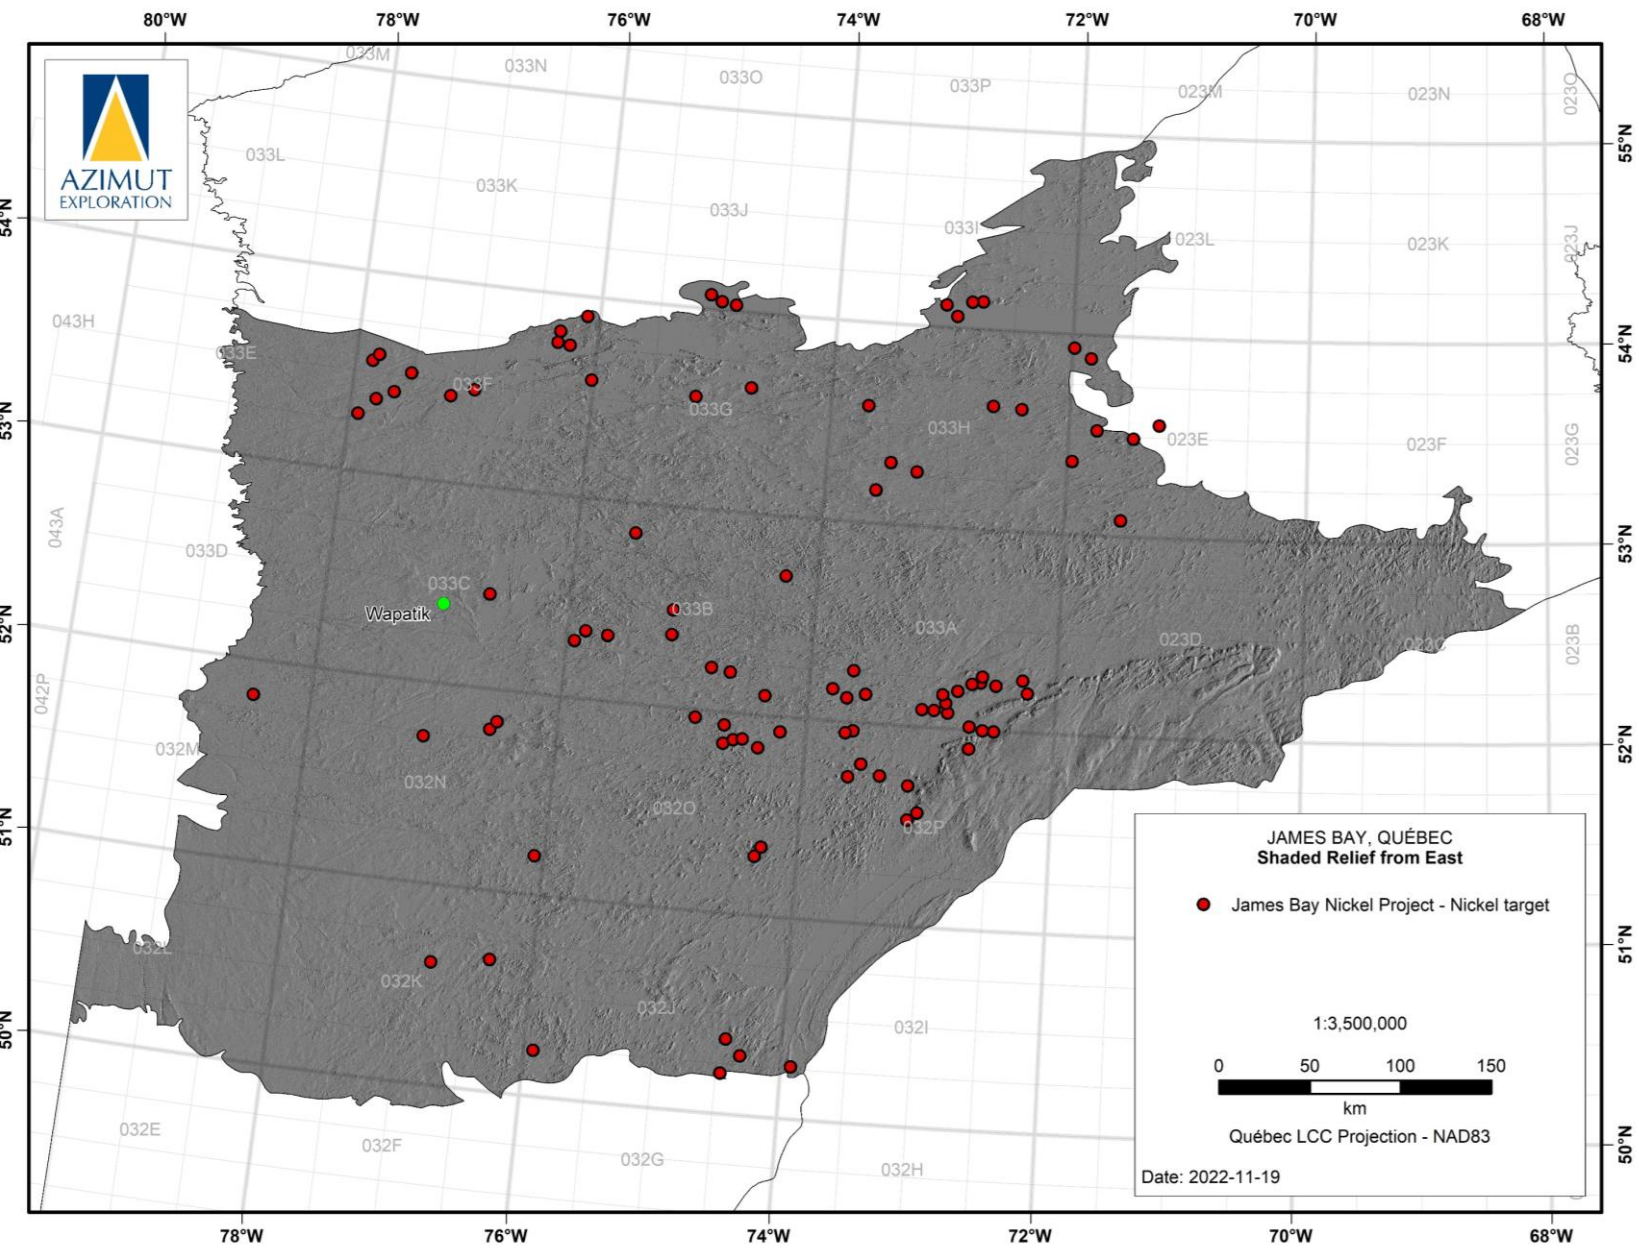 80°W 78°W 76°W 74°W 72°W 70°W 68°W
033M
033N
033O
033P
023M
023N
023O
AZIMUT
EXPLORATION
033L
033K
033J
033I
023L
023K
023J
55°N
54°N
043H
033E
033F
033G
033H
023E
023F
023G
54°N
53°N
043A
033D
033C
Wapatik
033B
033A
023D
023C
023B
53°N
52°N
042P
032M
032N
032O
032P
52°N
51°N
032L
032K
032J
032I
51°N
50°N
032E
032F
032G
032H
50°N
JAMES BAY, QUÉBEC
Shaded Relief from East
James Bay Nickel Project - Nickel target
1:3,500,000
0 50 100 150
km
Québec LCC Projection - NAD83
Date: 2022-11-19
78°W 76°W 74°W 72°W 70°W 68°W